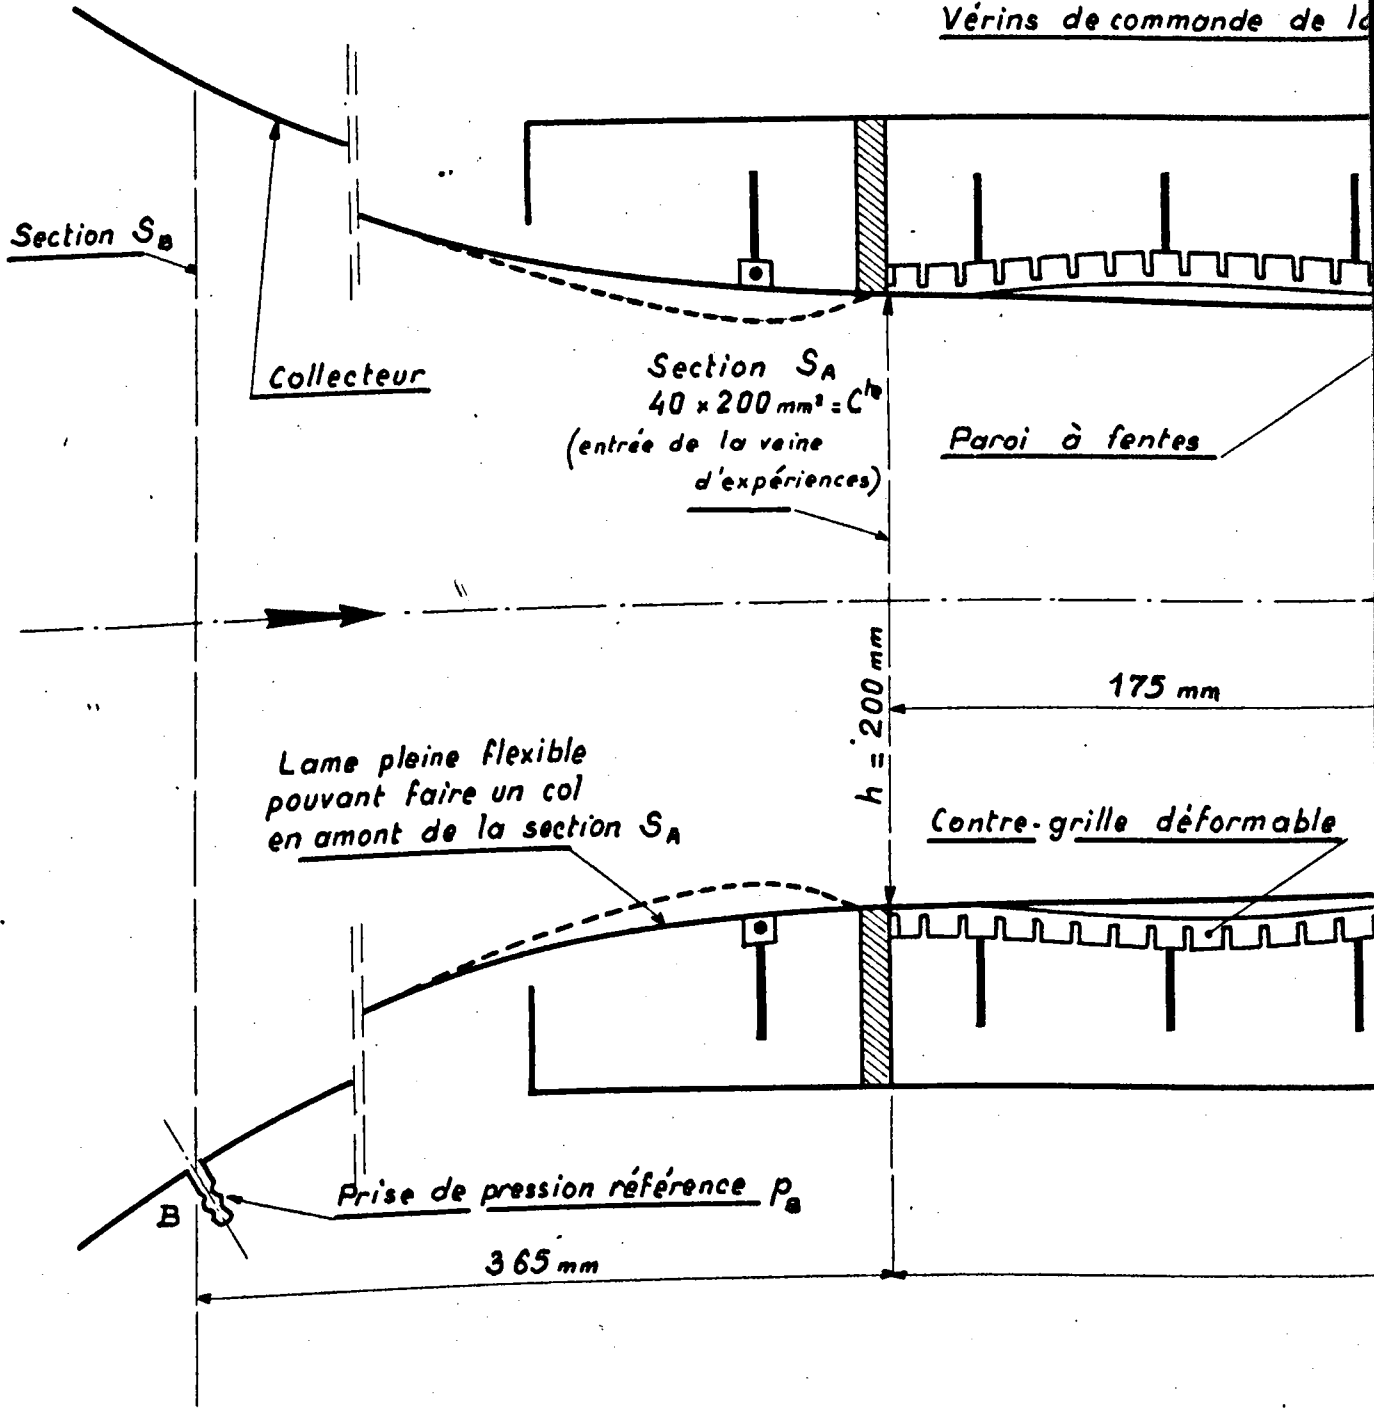 Vérins de commande de
Section S_B
Collecteur
Section S_A
40 × 200 mm² = Cte
(entrée de la veine
d'expériences)
Paroi à fentes
h = 200 mm
175 mm
Lame pleine flexible
pouvant faire un col
en amont de la section S_A
Contre-grille déformable
B
Prise de pression référence p_B
365 mm